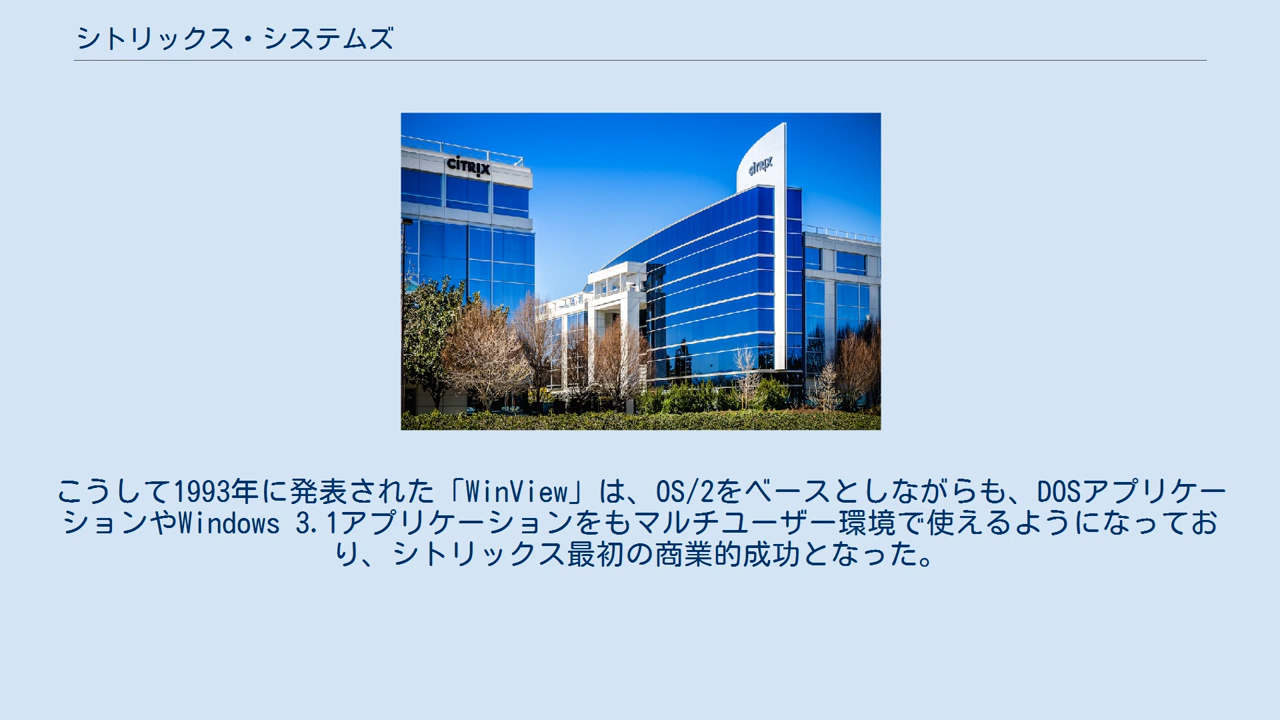 シトリックス・システムズ
CiTRIX
citrix
こうして1993年に発表された「WinView」は、OS/2をベースとしながらも、DOSアプリケー
ションやWindows 3.1アプリケーションをもマルチユーザー環境で使えるようになってお
り、シトリックス最初の商業的成功となった。